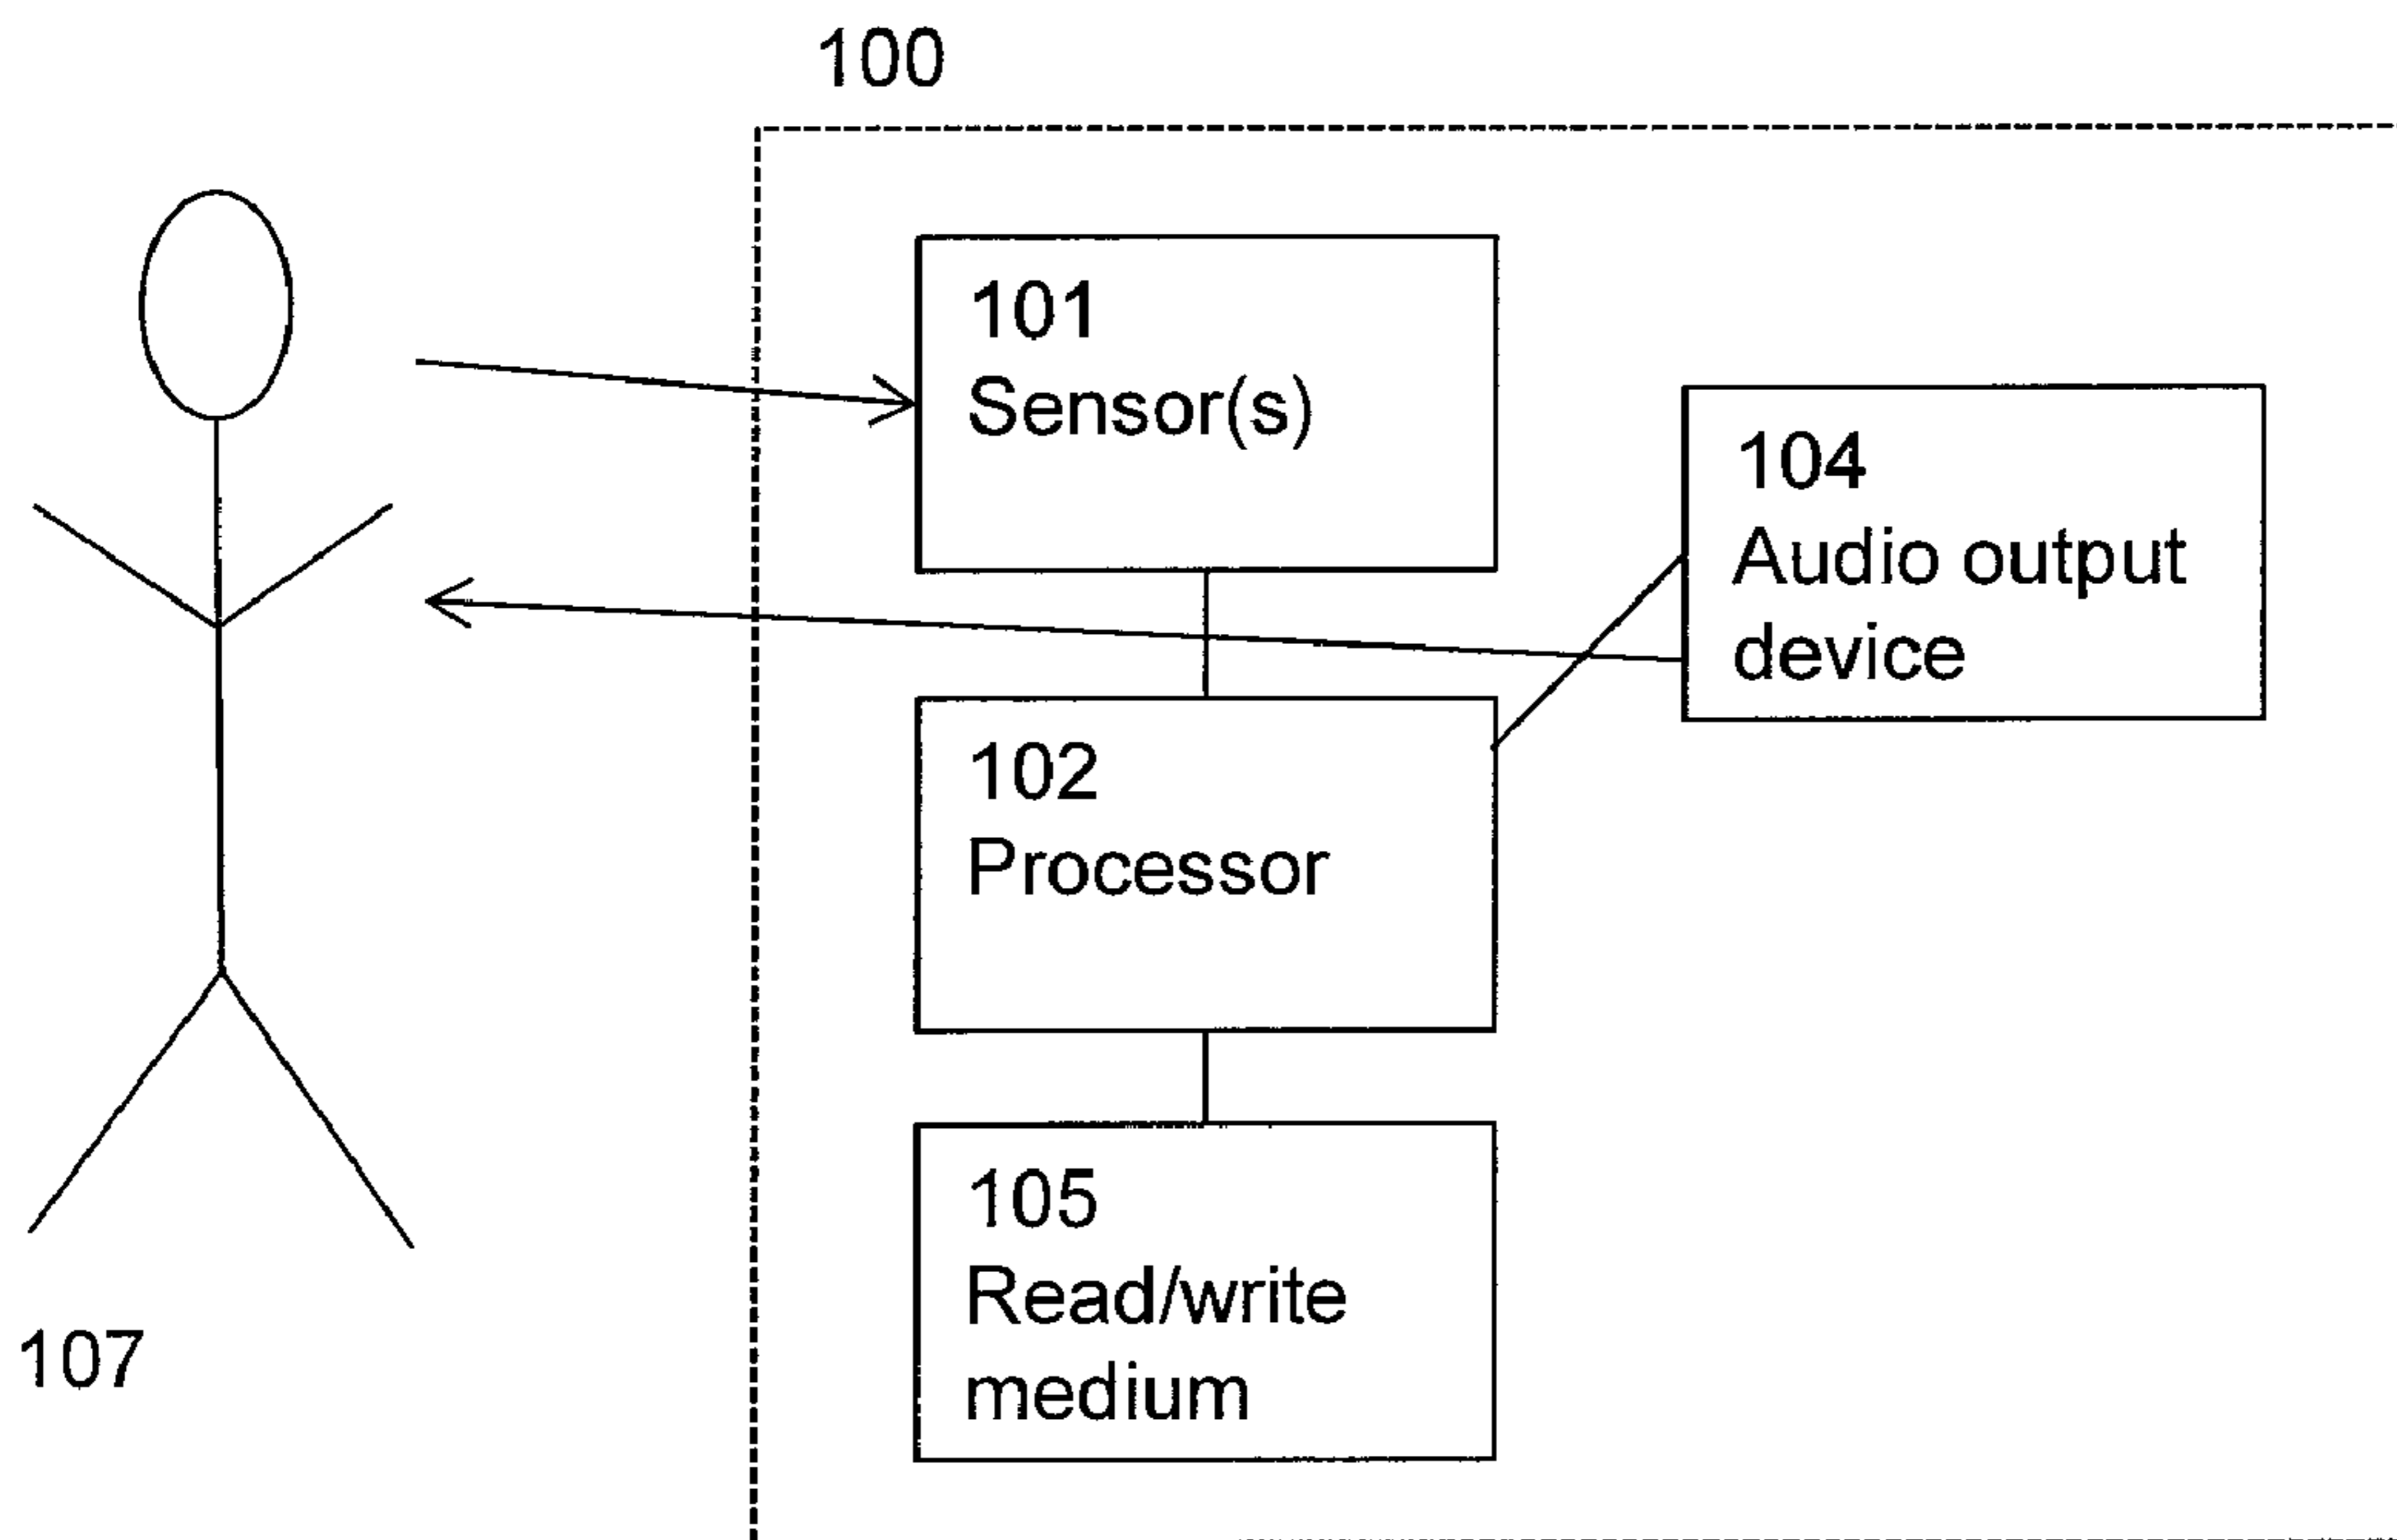 100
101
Sensor(s)
104
Audio output
device
102
Processor
105
Read/write
medium
107